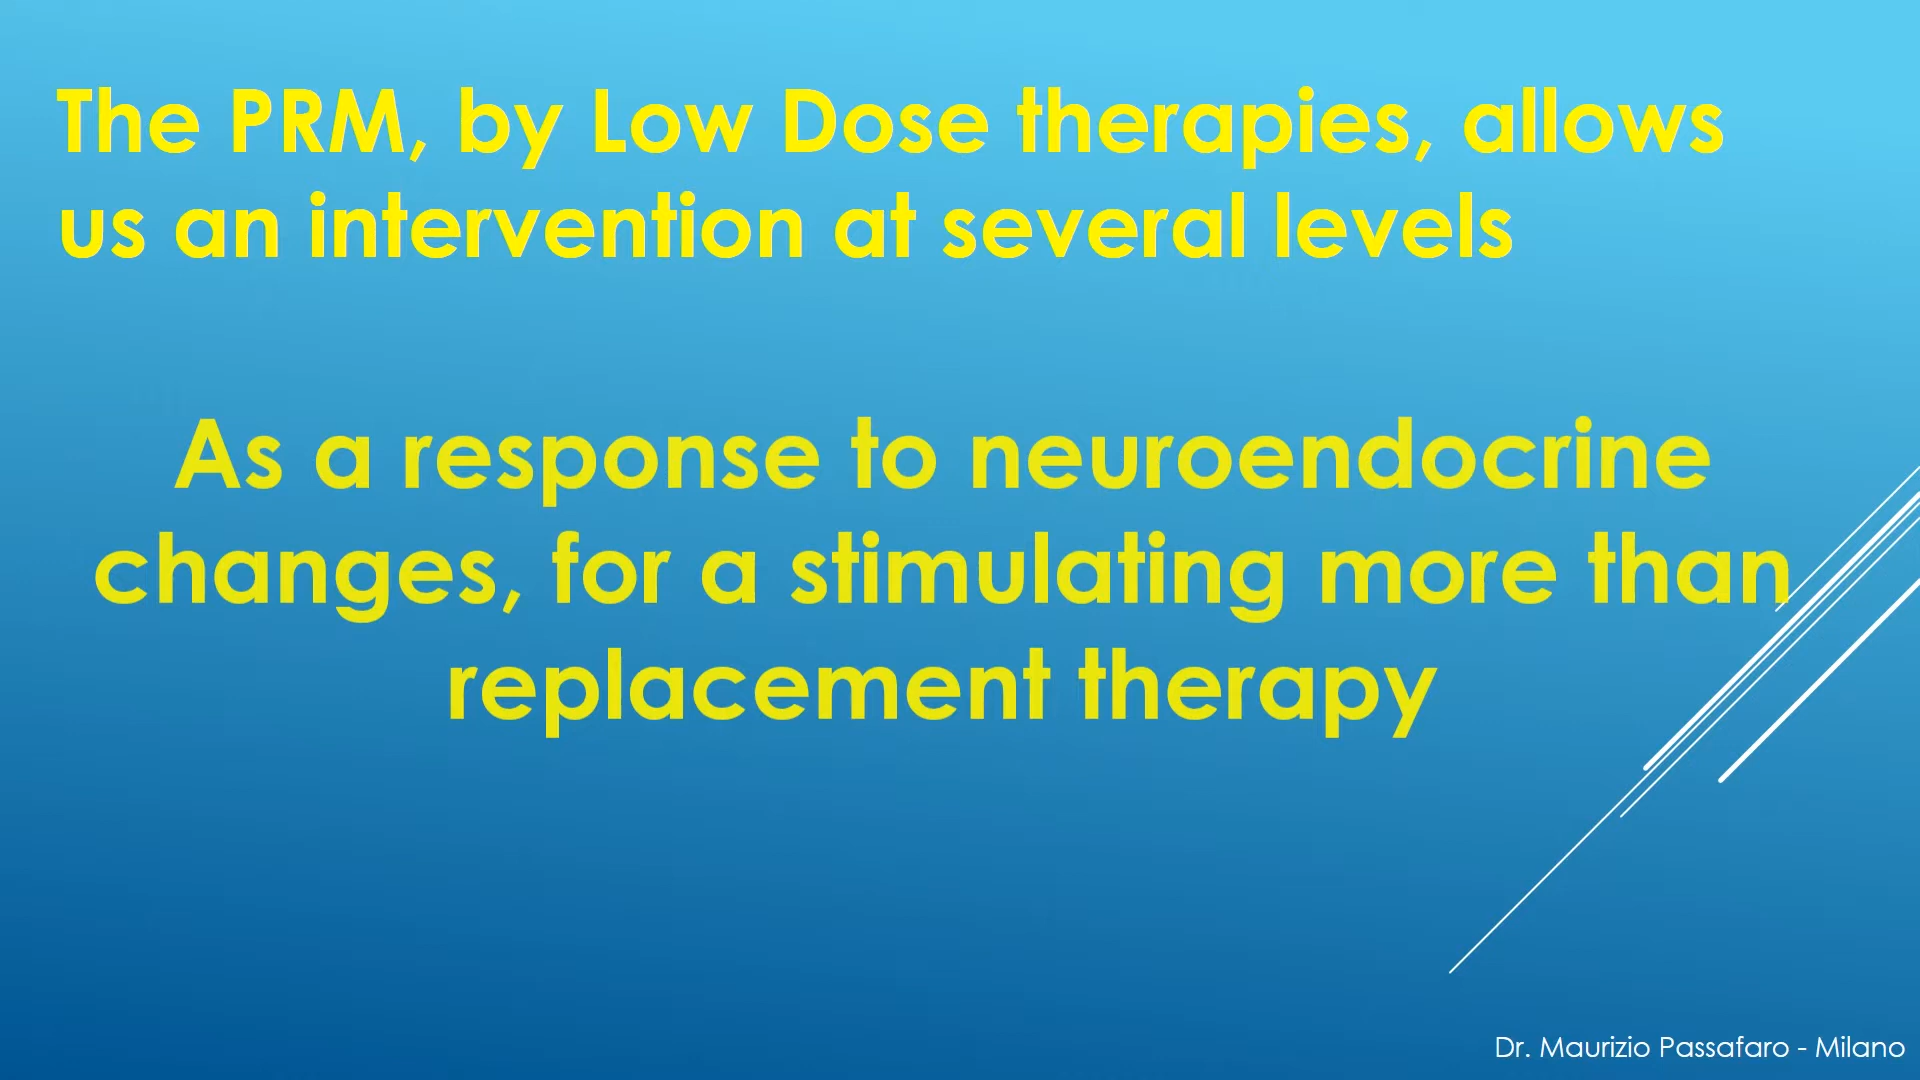 The PRM, by Low Dose therapies, allows
us an intervention at several levels
As a response to neuroendocrine
changes, for a stimulating more than
replacement therapy
Dr. Maurizio Passafaro - Milano